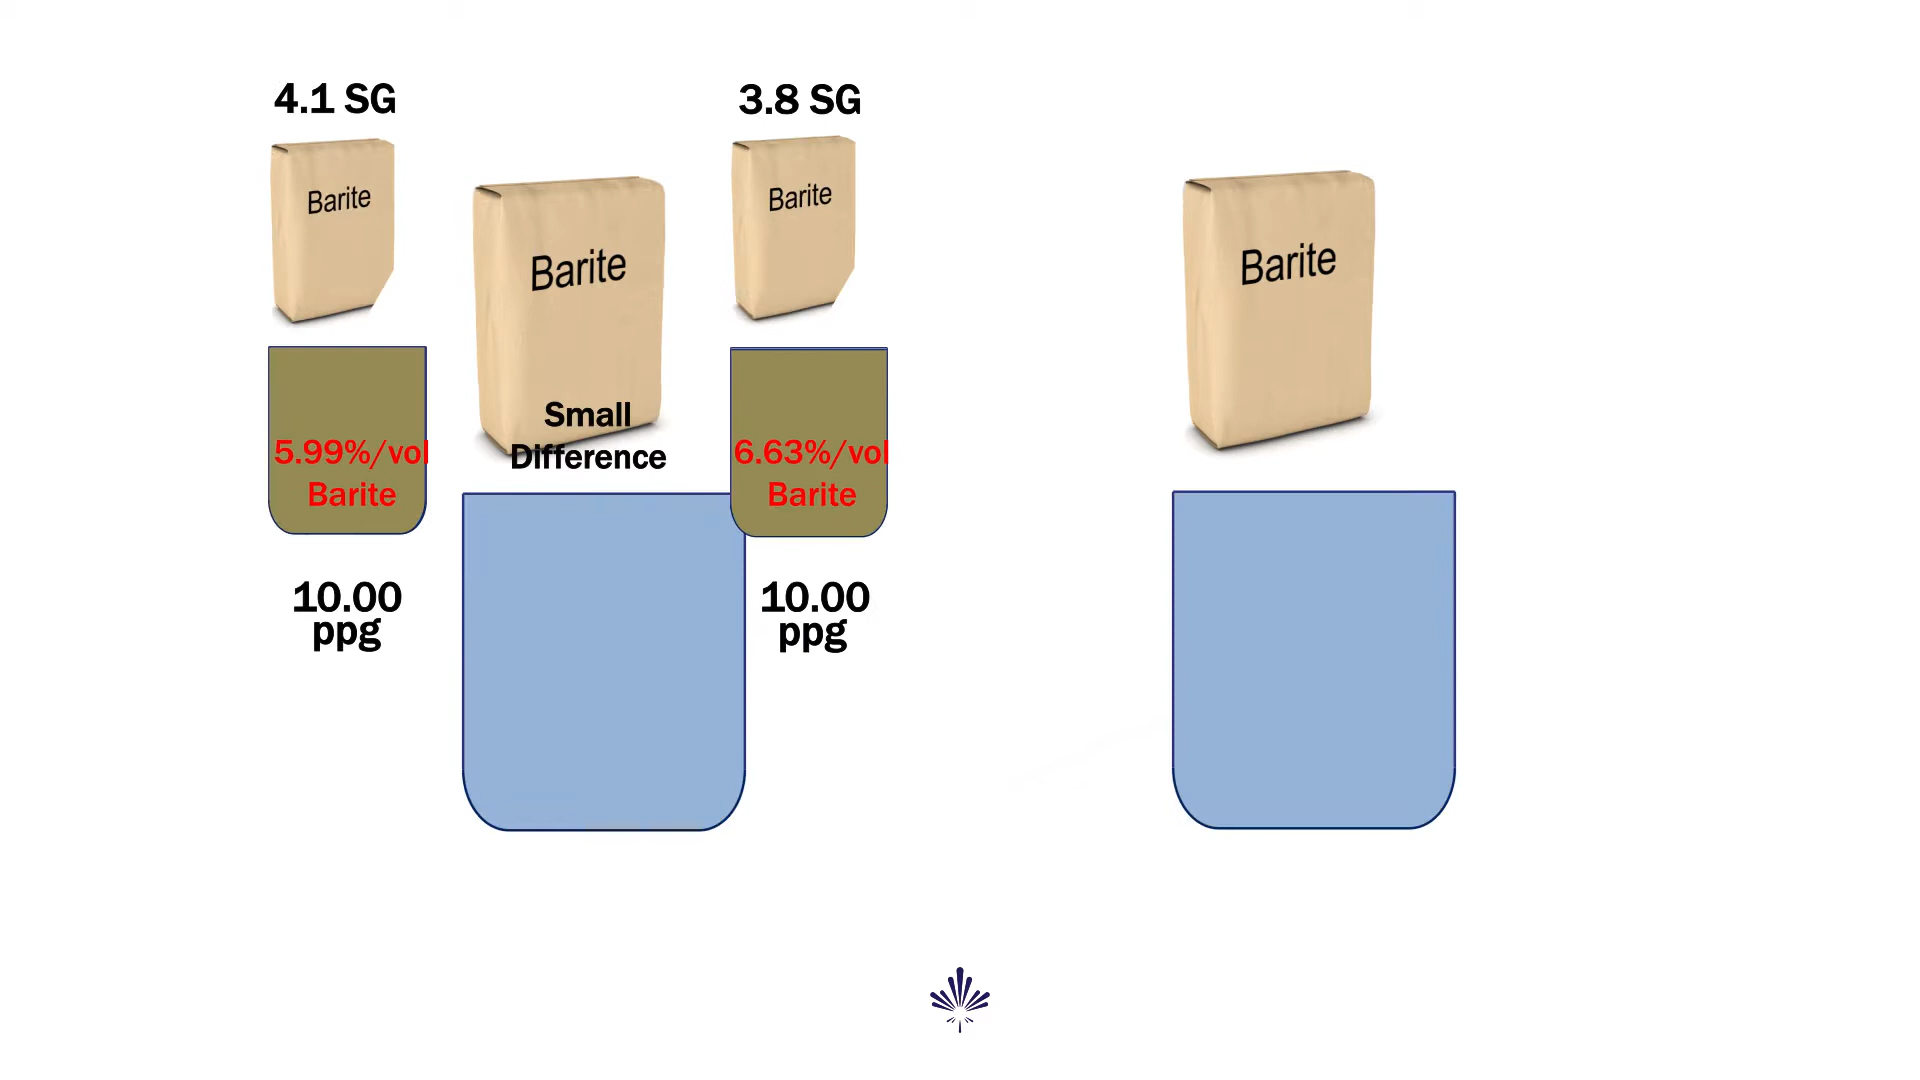 4.1 SG
3.8 SG
Barite
Barite
Barite
Barite
Small
Difference
5.99%/vol
Barite
6.63%/vol
Barite
10.00
ppg
10.00
ppg